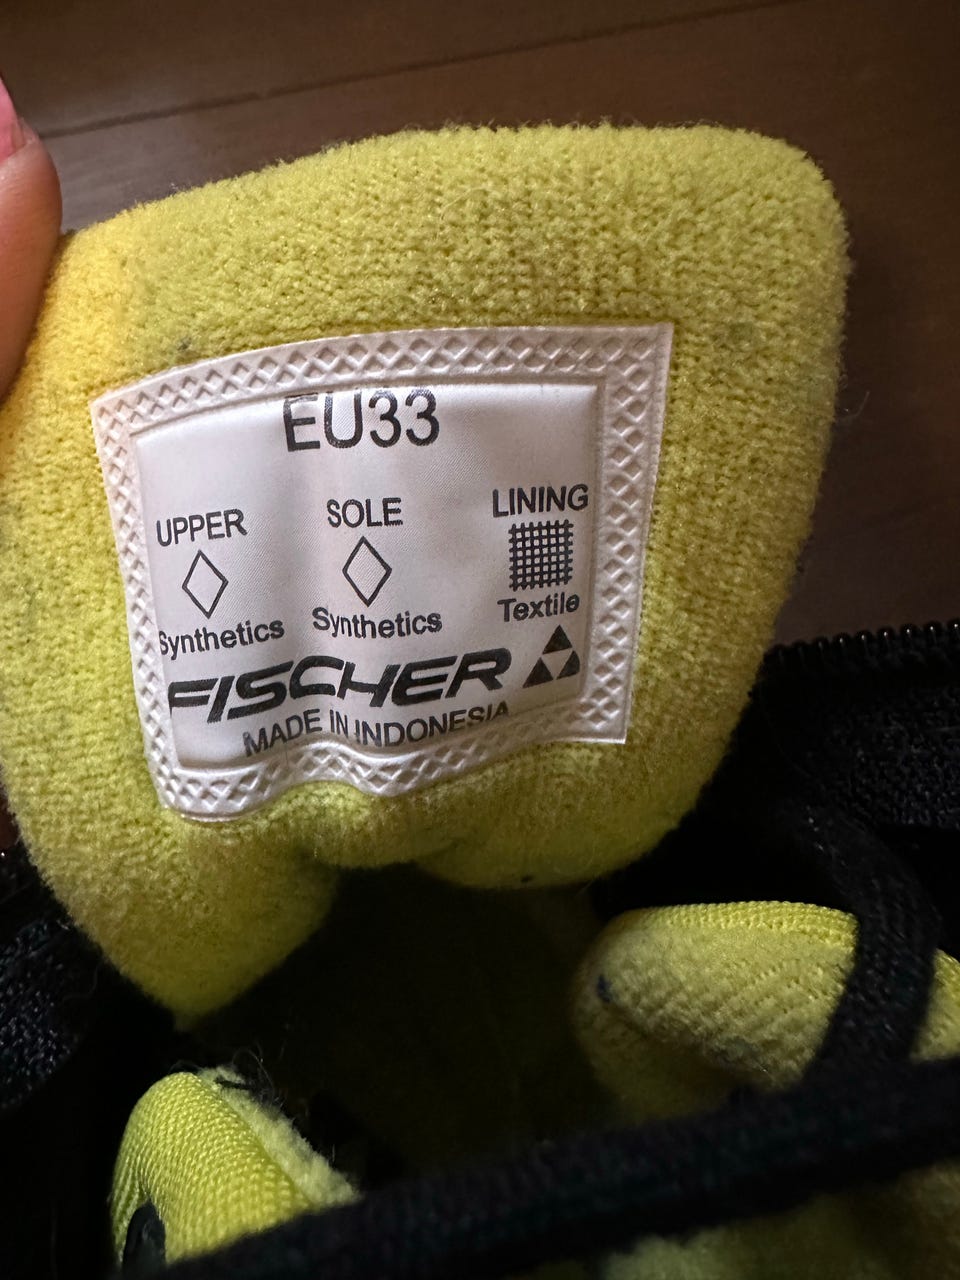 EU33
UPPER SOLE LINING
Synthetics Synthetics Textile
FISCHER
MADE IN INDONESIA